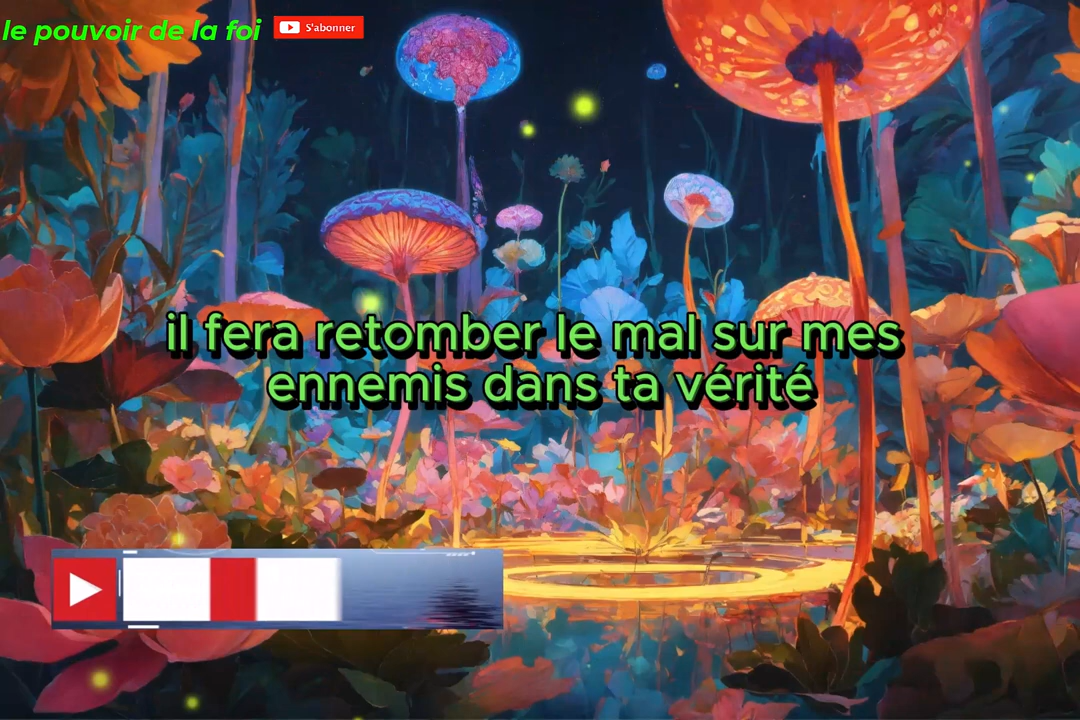 le pouvoir de la foi
S'abonner
il fera retomber le mal sur mes
ennemis dans ta vérité